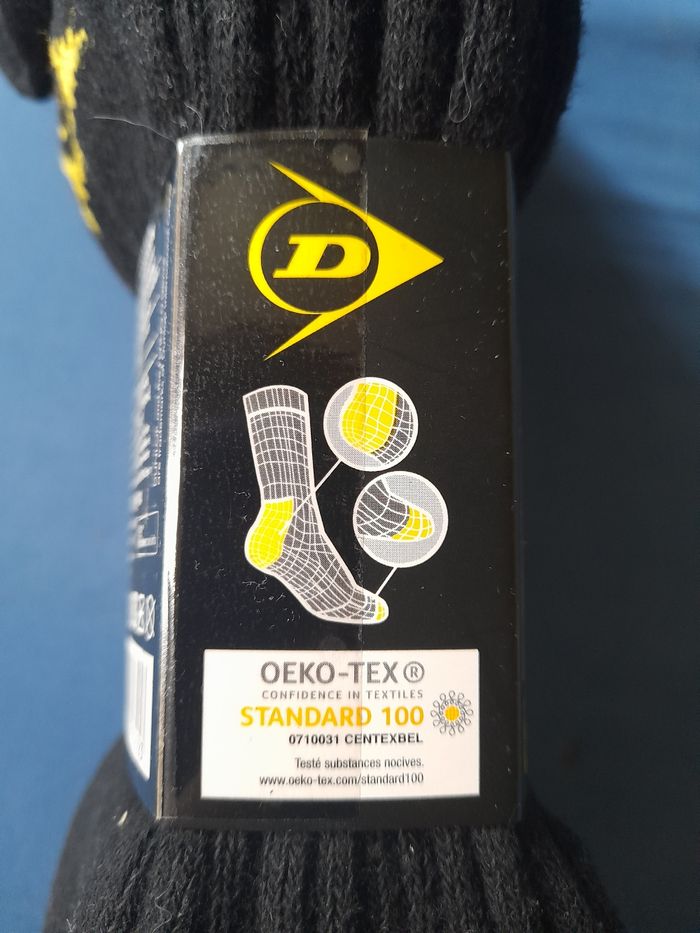 D
OEKO-TEX®
CONFIDENCE IN TEXTILES
STANDARD 100
0710031 CENTEXBEL
Testé substances nocives.
www.oeko-tex.com/standard100